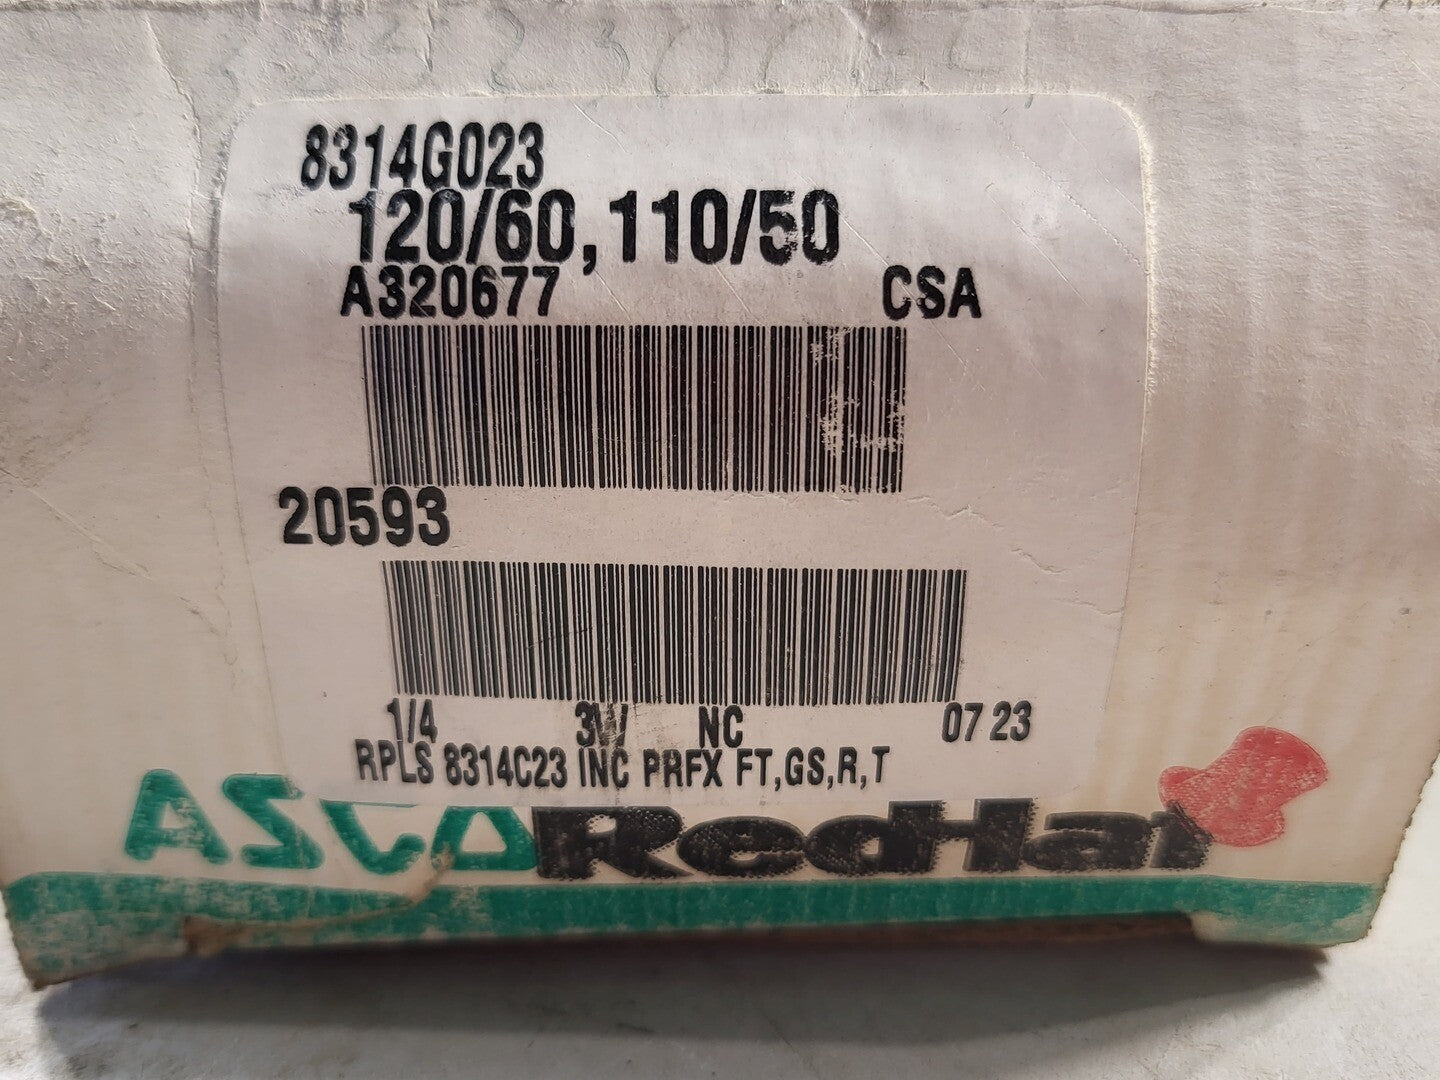 8314G023
120/60,110/50
A320677 CSA
20593
1/4 3W NC 07 23
RPLS 8314C23 INC PRFX FT,GS,R,T
ASCO RedHat